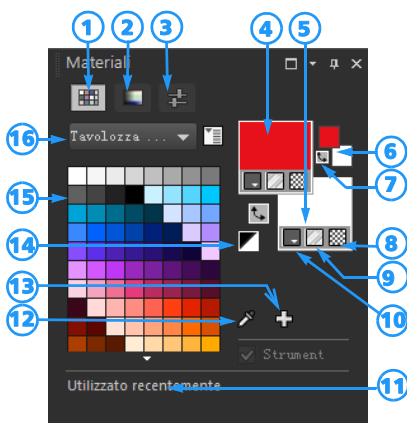 1 2 3 4 5
Materiali
16 Tavolozza ...
6
7
15
14
8
9
13
10
12
Strument
Utilizzato recentemente 11